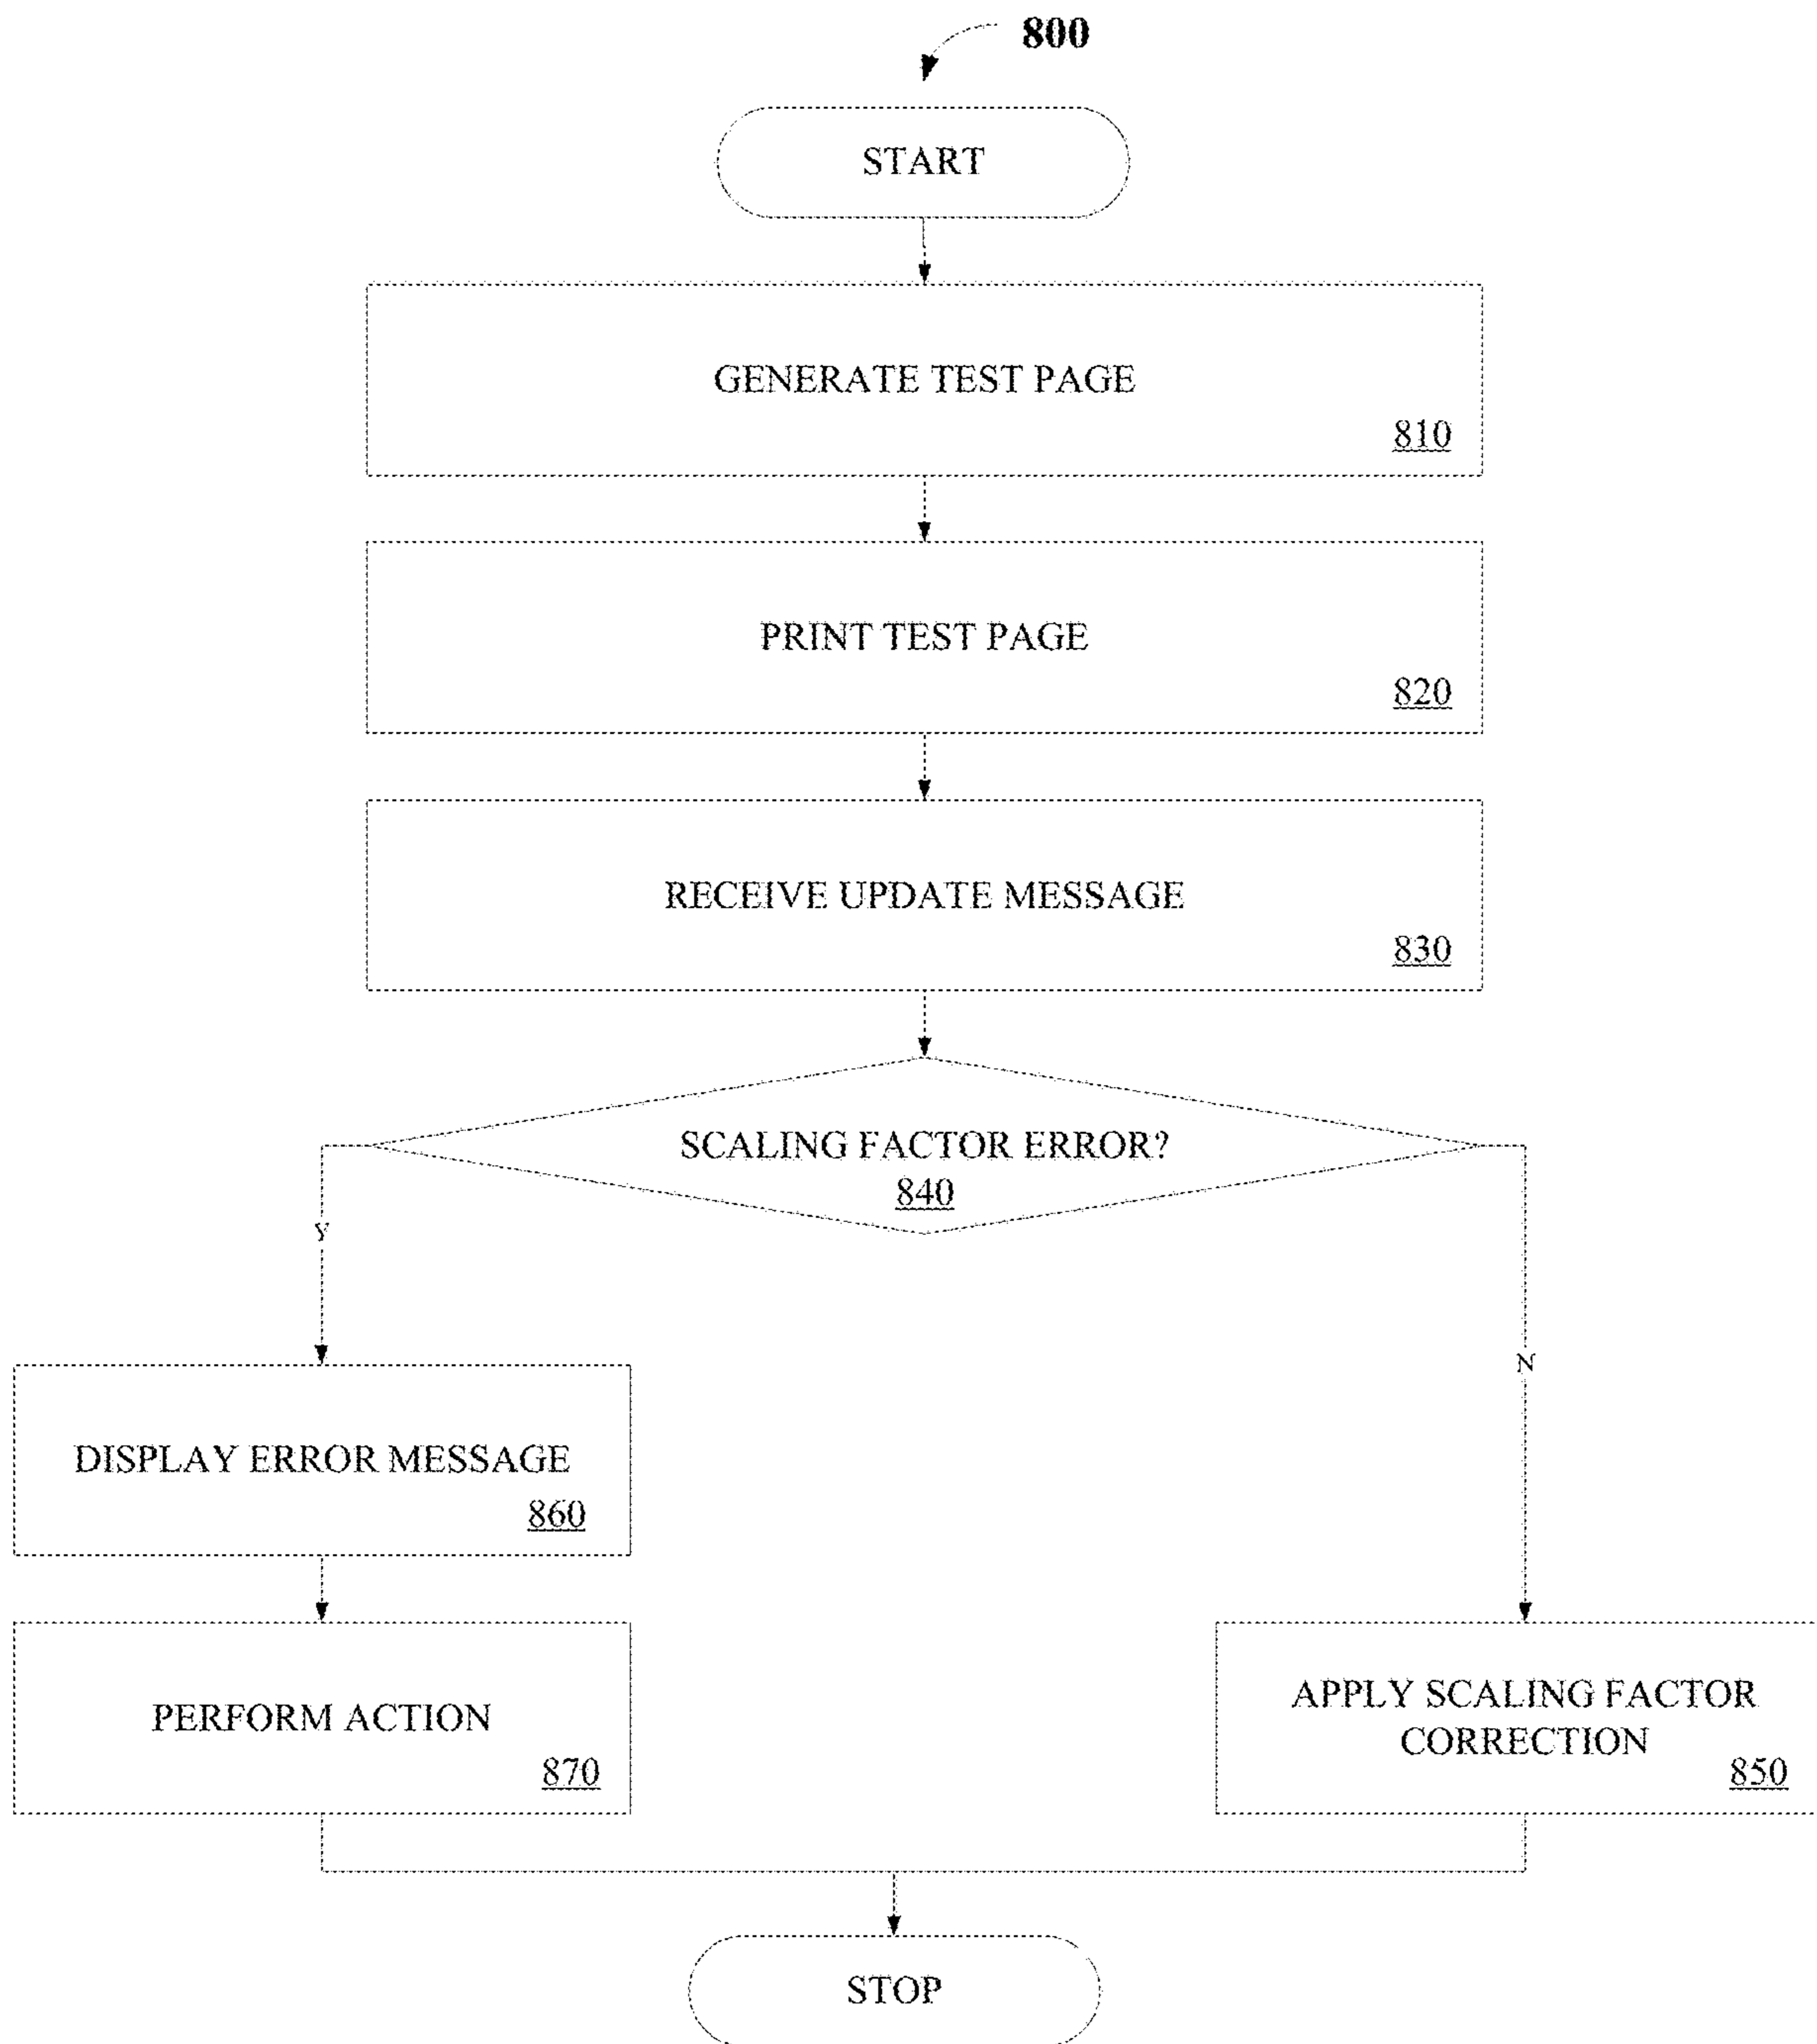 800
START
GENERATE TEST PAGE
810
PRINT TEST PAGE
820
RECEIVE UPDATE MESSAGE
830
SCALING FACTOR ERROR?
840
Y
N
DISPLAY ERROR MESSAGE
860
PERFORM ACTION
870
APPLY SCALING FACTOR
CORRECTION
850
STOP